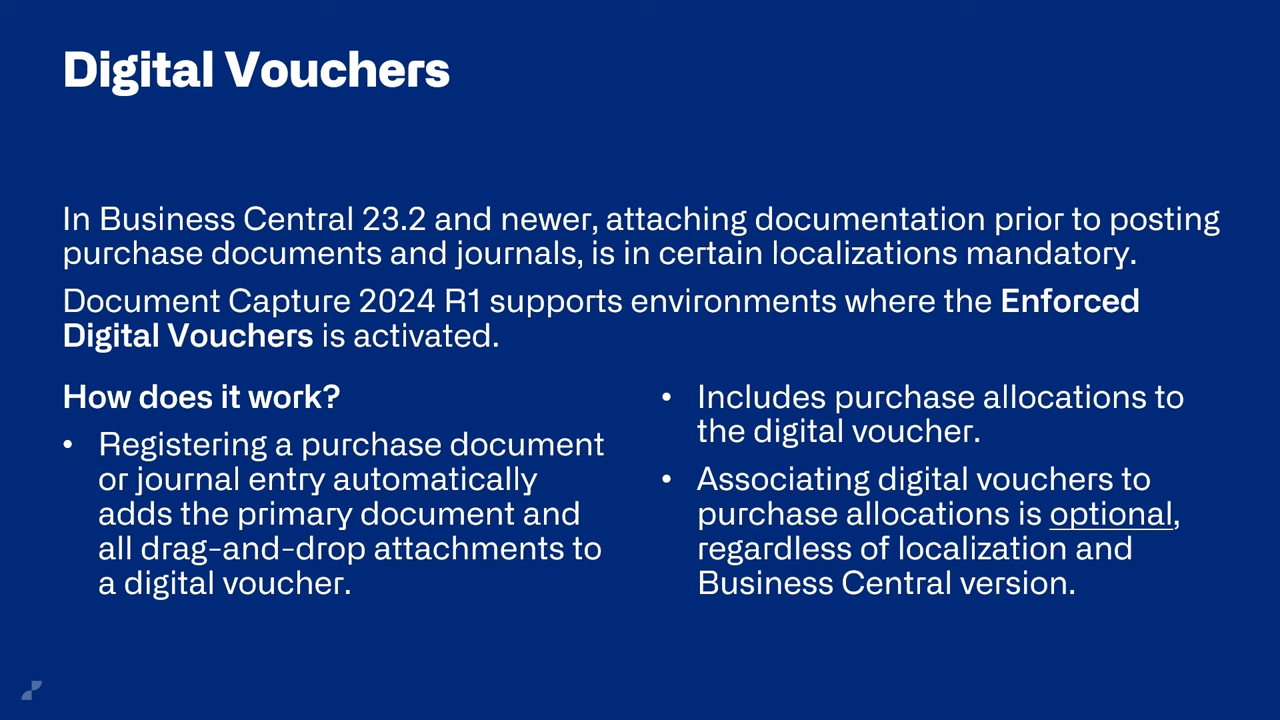 Digital Vouchers
In Business Central 23.2 and newer, attaching documentation prior to posting
purchase documents and journals, is in certain localizations mandatory.
Document Capture 2024 R1 supports environments where the Enforced
Digital Vouchers is activated.
How does it work?
• Registering a purchase document
or journal entry automatically
adds the primary document and
all drag-and-drop attachments to
a digital voucher.
• Includes purchase allocations to
the digital voucher.
• Associating digital vouchers to
purchase allocations is optional,
regardless of localization and
Business Central version.